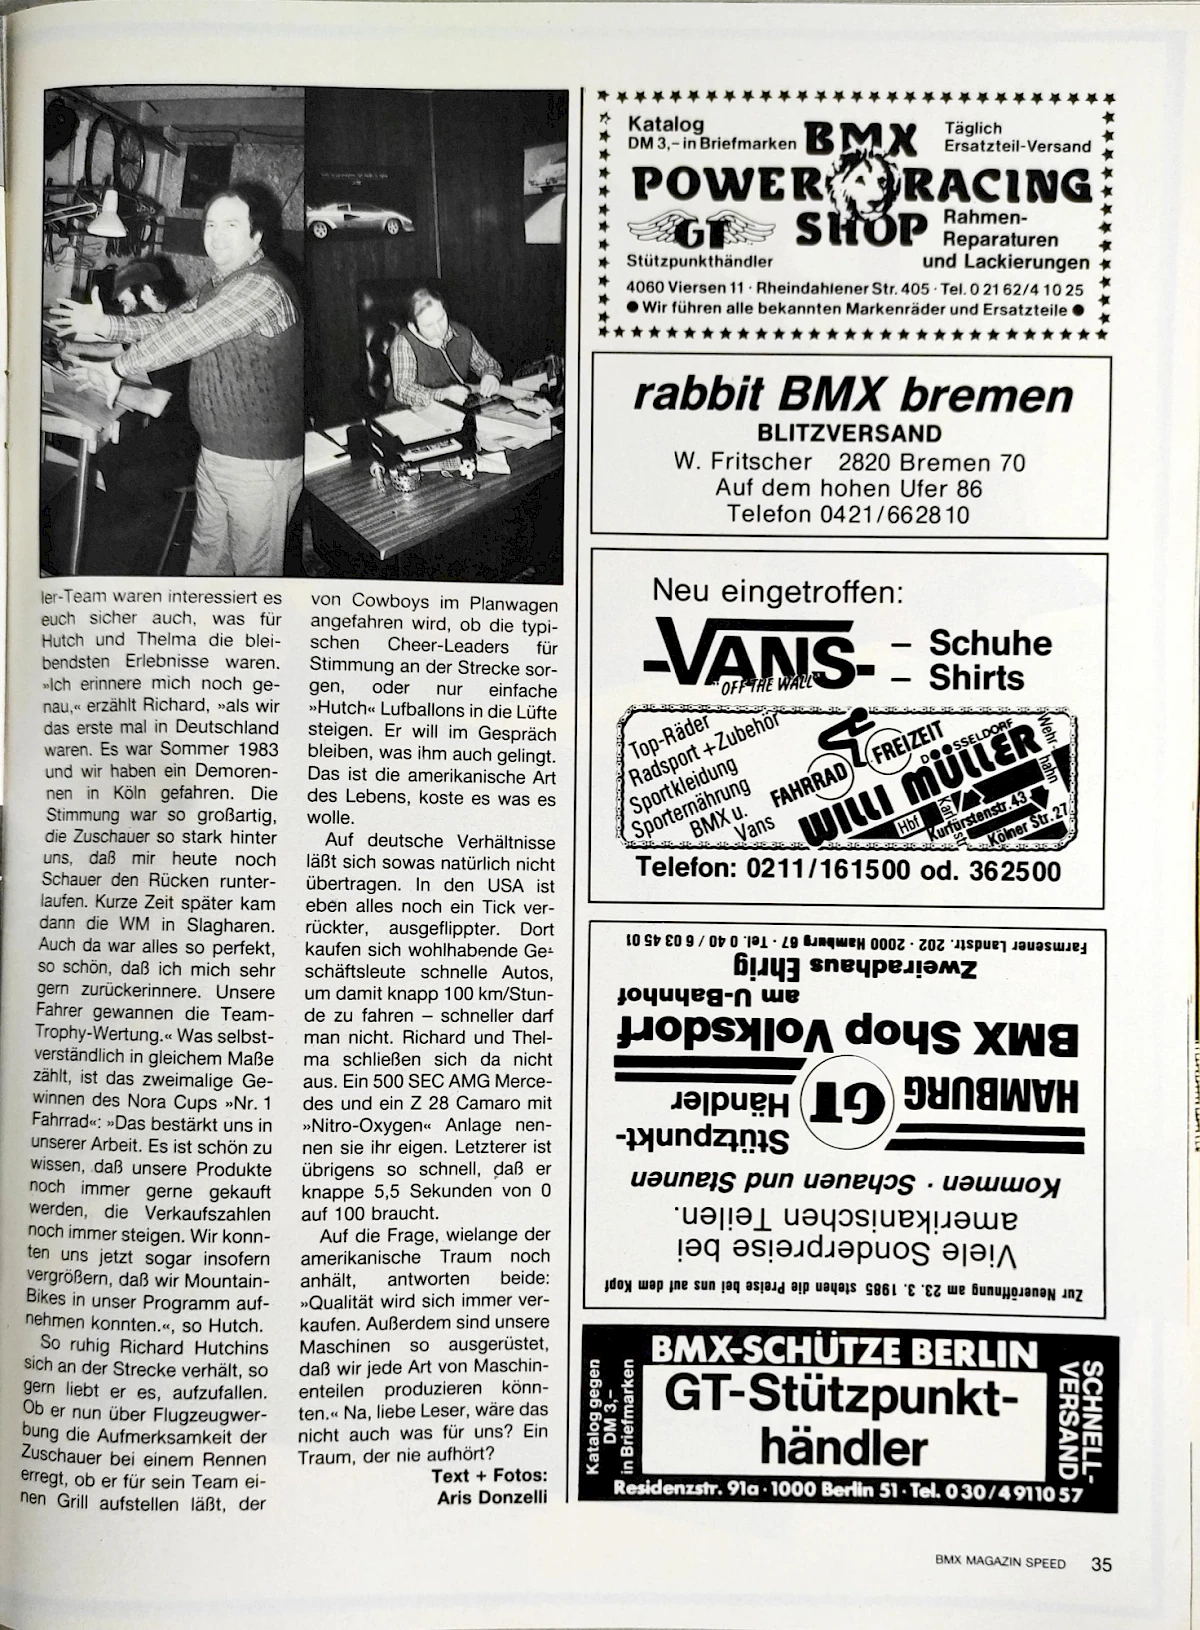 ler-Team waren interessiert es
euch sicher auch, was für
Hutch und Thelma die blei-
bendsten Erlebnisse waren.
»Ich erinnere mich noch ge-
nau,« erzählt Richard, »als wir
das erste mal in Deutschland
waren. Es war Sommer 1983
und wir haben ein Demoren-
nen in Köln gefahren. Die
Stimmung war so großartig,
die Zuschauer so stark hinter
uns, daß mir heute noch
Schauer den Rücken runter-
laufen. Kurze Zeit später kam
dann die WM in Slagharen.
Auch da war alles so perfekt,
so schön, daß ich mich sehr
gern zurückerinnere. Unsere
Fahrer gewannen die Team-
Trophy-Wertung.« Was selbst-
verständlich in gleichem Maße
zählt, ist das zweimalige Ge-
winnen des Nora Cups »Nr. 1
Fahrrad«: »Das bestärkt uns in
unserer Arbeit. Es ist schön zu
wissen, daß unsere Produkte
noch immer gerne gekauft
werden, die Verkaufszahlen
noch immer steigen. Wir konn-
ten uns jetzt sogar insofern
vergrößern, daß wir Mountain-
Bikes in unser Programm auf-
nehmen konnten.«, so Hutch.
So ruhig Richard Hutchins
sich an der Strecke verhält, so
gern liebt er es, aufzufallen.
Ob er nun über Flugzeugwer-
bung die Aufmerksamkeit der
Zuschauer bei einem Rennen
erregt, ob er für sein Team ei-
nen Grill aufstellen läßt, der
von Cowboys im Planwagen
angefahren wird, ob die typi-
schen Cheer-Leaders für
Stimmung an der Strecke sor-
gen, oder nur einfache
»Hutch« Lufballons in die Lüfte
steigen. Er will im Gespräch
bleiben, was ihm auch gelingt.
Das ist die amerikanische Art
des Lebens, koste es was es
wolle.
Auf deutsche Verhältnisse
läßt sich sowas natürlich nicht
übertragen. In den USA ist
eben alles noch ein Tick ver-
rückter, ausgeflippter. Dort
kaufen sich wohlhabende Ge-
schäftsleute schnelle Autos,
um damit knapp 100 km/Stun-
de zu fahren – schneller darf
man nicht. Richard und Thel-
ma schließen sich da nicht
aus. Ein 500 SEC AMG Merce-
des und ein Z 28 Camaro mit
»Nitro-Oxygen« Anlage nen-
nen sie ihr eigen. Letzterer ist
übrigens so schnell, daß er
knappe 5,5 Sekunden von 0
auf 100 braucht.
Auf die Frage, wielange der
amerikanische Traum noch
anhält, antworten beide:
»Qualität wird sich immer ver-
kaufen. Außerdem sind unsere
Maschinen so ausgerüstet,
daß wir jede Art von Maschin-
enteilen produzieren könn-
ten.« Na, liebe Leser, wäre das
nicht auch was für uns? Ein
Traum, der nie aufhört?
Text + Fotos:
Aris Donzelli
Katalog
DM 3,– in Briefmarken
BMX
POWER RACING
SHOP
Täglich
Ersatzteil-Versand
GT
Stützpunkthändler
Rahmen-
Reparaturen
und Lackierungen
4060 Viersen 11 · Rheindahlener Str. 405 · Tel. 0 21 62/4 10 25
● Wir führen alle bekannten Markenräder und Ersatzteile ●
rabbit BMX bremen
BLITZVERSAND
W. Fritscher 2820 Bremen 70
Auf dem hohen Ufer 86
Telefon 0421/662810
Neu eingetroffen:
-VANS-
"OFF THE WALL"
– Schuhe
– Shirts
Top-Räder
Radsport + Zubehör
Sportkleidung
Sporternährung
BMX u.
Vans
FAHRRAD
FREIZEIT
WILLI MÜLLER
DÜSSELDORF
Wehr-
hahn
Hbf
Karl
str
Kurfürstenstr. 43
Kölner Str. 27
Telefon: 0211/161500 od. 362500
Zur Neueröffnung am 23. 3. 1985 stehen die Preise bei uns auf dem Kopf
Viele Sonderpreise bei
amerikanischen Teilen.
Kommen · Schauen und Staunen
HAMBURG
GT
Stützpunkt-
Händler
BMX Shop Volksdorf
am U-Bahnhof
Zweiradhaus Ehrig
Farmsener Landstr. 202 · 2000 Hamburg 67 · Tel. 0 40 / 6 03 45 01
BMX-SCHÜTZE BERLIN
Katalog gegen
DM 3,–
in Briefmarken
GT-Stützpunkt-
händler
SCHNELL-
VERSAND
Residenzstr. 91a · 1000 Berlin 51 · Tel. 0 30/4 91 10 57
BMX MAGAZIN SPEED 35